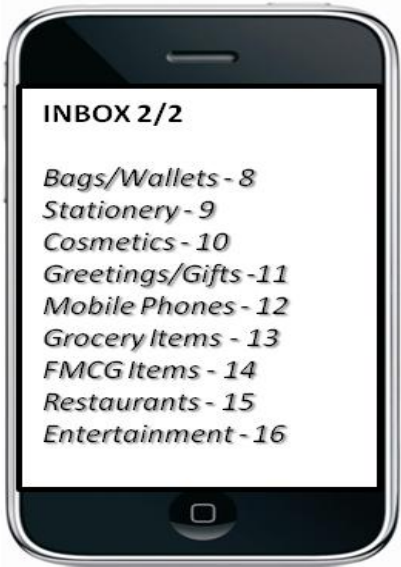 INBOX 2/2
Bags/Wallets - 8
Stationery - 9
Cosmetics - 10
Greetings/Gifts -11
Mobile Phones - 12
Grocery Items - 13
FMCG Items - 14
Restaurants - 15
Entertainment - 16